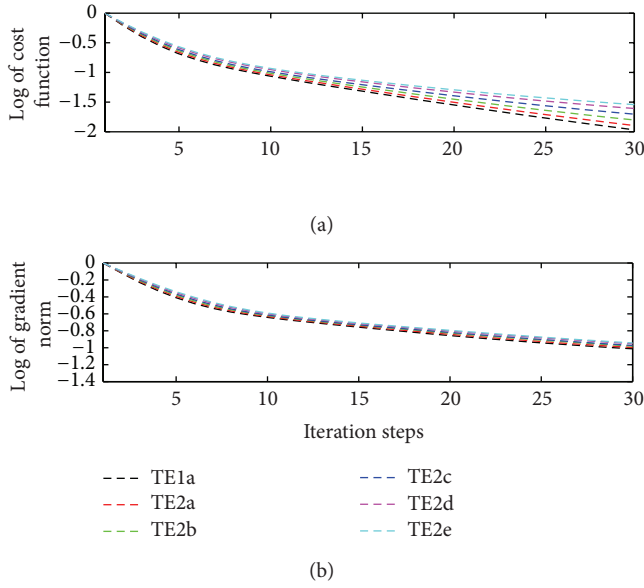 0
−0.5
−1
−1.5
−2
Log of cost
function
5 10 15 20 25 30
(a)
0
−0.2
−0.4
−0.6
−0.8
−1
−1.2
−1.4
Log of gradient
norm
5 10 15 20 25 30
Iteration steps
TE1a
TE2a
TE2b
TE2c
TE2d
TE2e
(b)